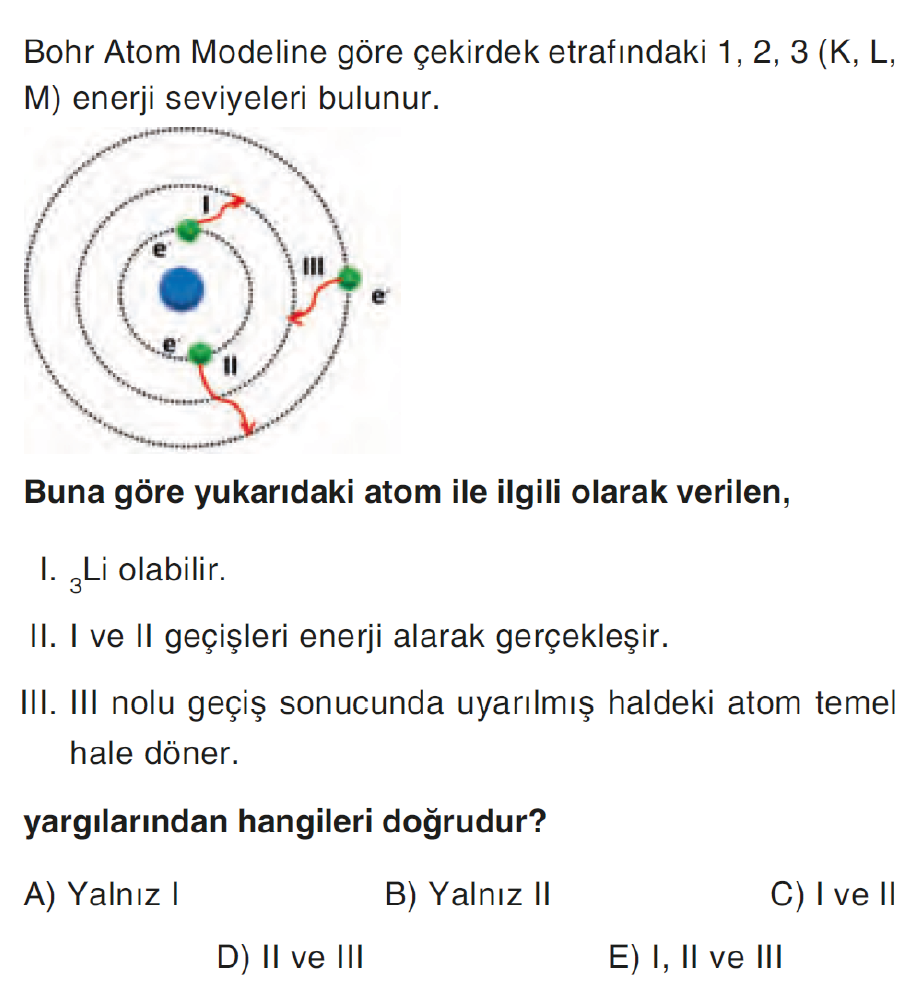 Bohr Atom Modeline göre çekirdek etrafındaki 1, 2, 3 (K, L,
M) enerji seviyeleri bulunur.
I
e
III
e-
e-
II
Buna göre yukarıdaki atom ile ilgili olarak verilen,
I. ₃Li olabilir.
II. I ve II geçişleri enerji alarak gerçekleşir.
III. III nolu geçiş sonucunda uyarılmış haldeki atom temel
hale döner.
yargılarından hangileri doğrudur?
A) Yalnız I B) Yalnız II C) I ve II
D) II ve III E) I, II ve III